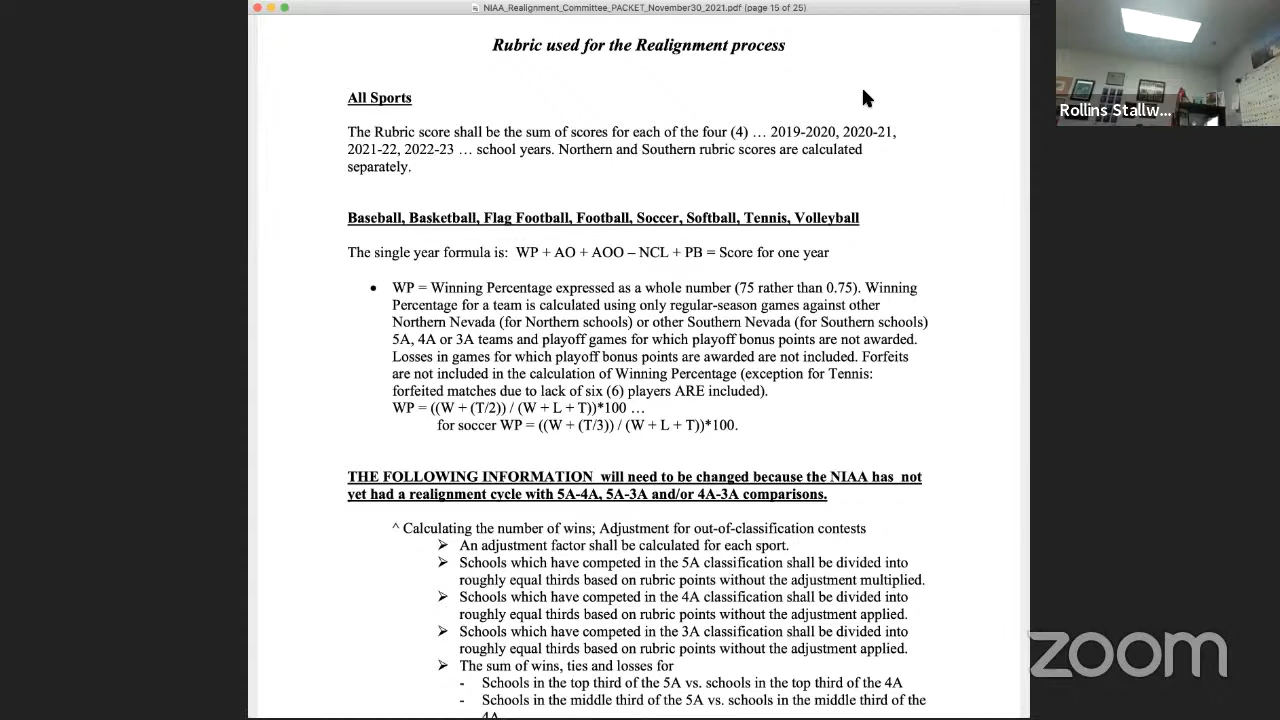 NIAA_Realignment_Committee_PACKET_November30_2021.pdf (page 15 of 25)
Rubric used for the Realignment process
All Sports
The Rubric score shall be the sum of scores for each of the four (4) … 2019-2020, 2020-21,
2021-22, 2022-23 … school years. Northern and Southern rubric scores are calculated
separately.
Baseball, Basketball, Flag Football, Football, Soccer, Softball, Tennis, Volleyball
The single year formula is:  WP + AO + AOO – NCL + PB = Score for one year
• WP = Winning Percentage expressed as a whole number (75 rather than 0.75). Winning
Percentage for a team is calculated using only regular-season games against other
Northern Nevada (for Northern schools) or other Southern Nevada (for Southern schools)
5A, 4A or 3A teams and playoff games for which playoff bonus points are not awarded.
Losses in games for which playoff bonus points are awarded are not included. Forfeits
are not included in the calculation of Winning Percentage (exception for Tennis:
forfeited matches due to lack of six (6) players ARE included).
WP = ((W + (T/2)) / (W + L + T))*100 …
for soccer WP = ((W + (T/3)) / (W + L + T))*100.
THE FOLLOWING INFORMATION  will need to be changed because the NIAA has  not
yet had a realignment cycle with 5A-4A, 5A-3A and/or 4A-3A comparisons.
^ Calculating the number of wins; Adjustment for out-of-classification contests
➢ An adjustment factor shall be calculated for each sport.
➢ Schools which have competed in the 5A classification shall be divided into
roughly equal thirds based on rubric points without the adjustment multiplied.
➢ Schools which have competed in the 4A classification shall be divided into
roughly equal thirds based on rubric points without the adjustment applied.
➢ Schools which have competed in the 3A classification shall be divided into
roughly equal thirds based on rubric points without the adjustment applied.
➢ The sum of wins, ties and losses for
- Schools in the top third of the 5A vs. schools in the top third of the 4A
- Schools in the middle third of the 5A vs. schools in the middle third of the
4A
Rollins Stallw...
zoom